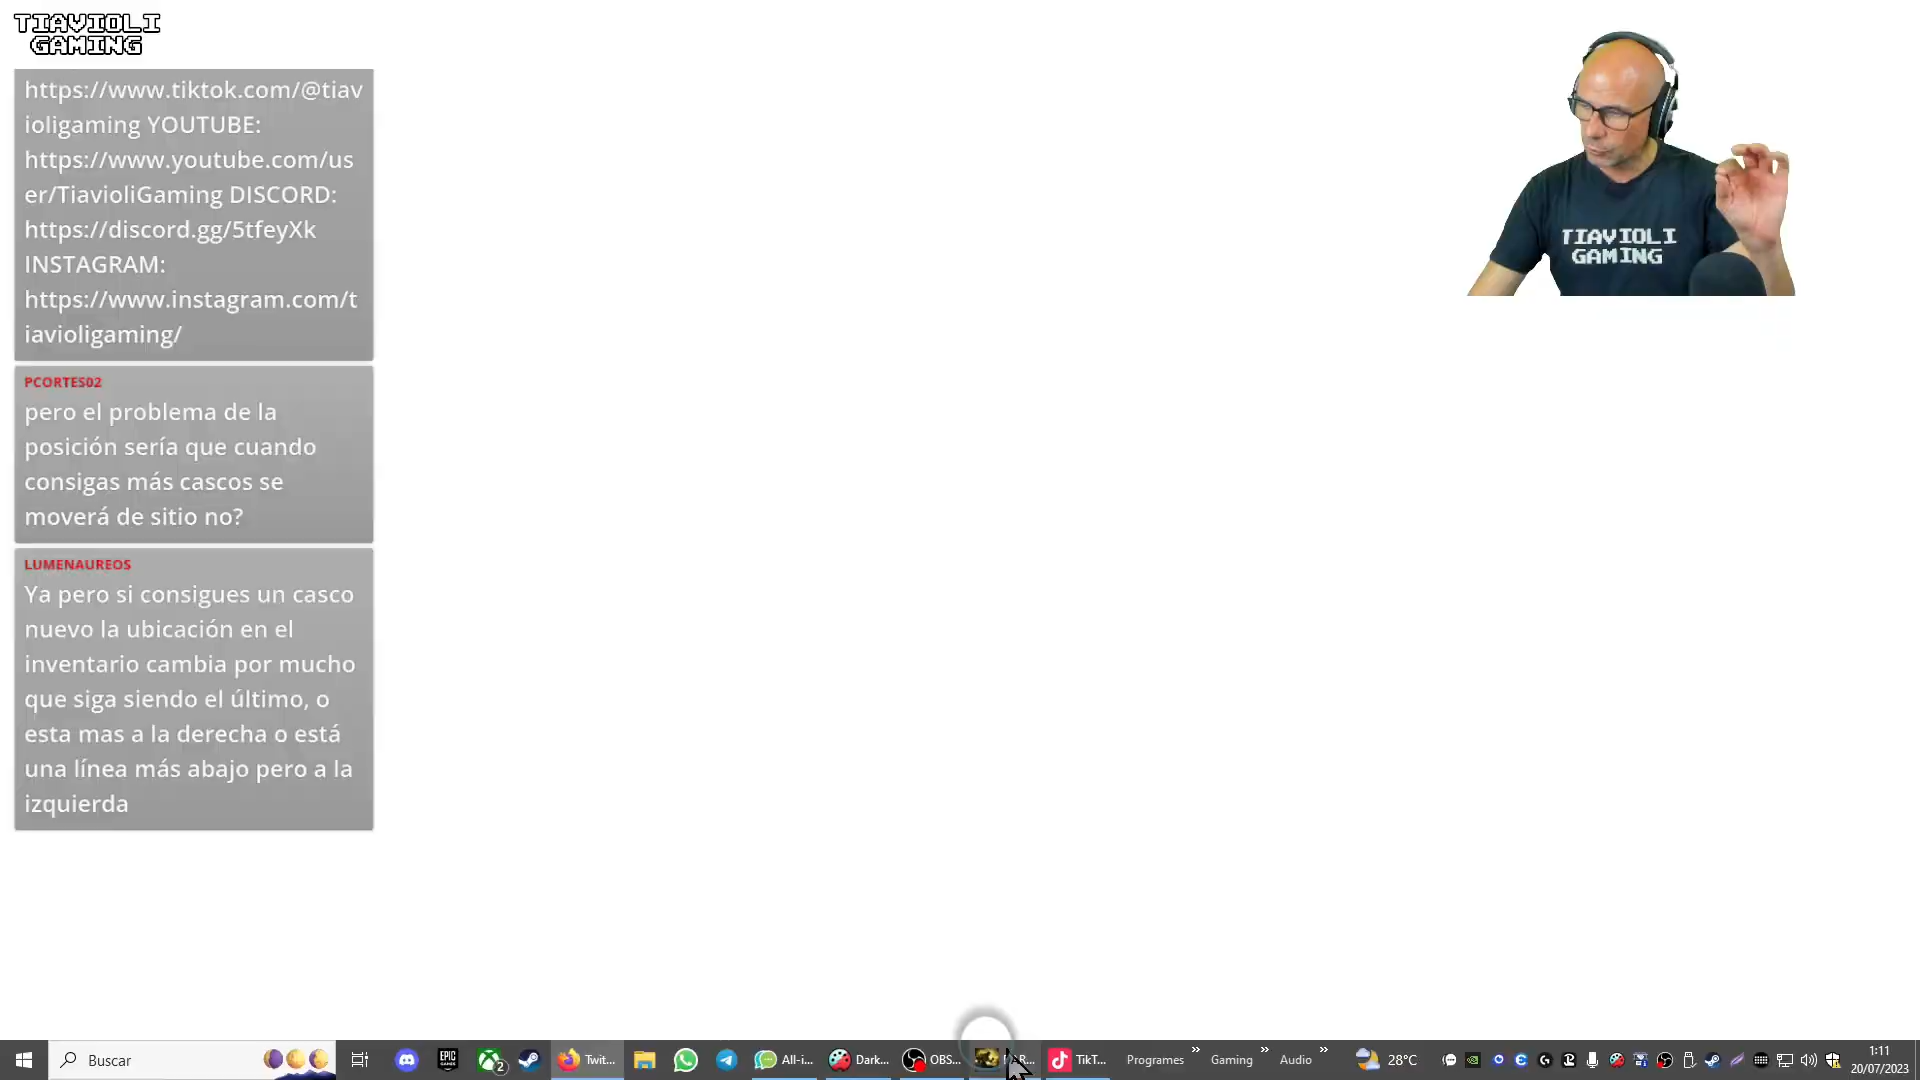 TIAVIOLI
GAMING
https://www.tiktok.com/@tiav
ioligaming YOUTUBE:
https://www.youtube.com/us
er/TiavioliGaming DISCORD:
https://discord.gg/5tfeyXk
INSTAGRAM:
https://www.instagram.com/t
iavioligaming/
PCORTES02
pero el problema de la
posición sería que cuando
consigas más cascos se
moverá de sitio no?
LUMENAUREOS
Ya pero si consigues un casco
nuevo la ubicación en el
inventario cambia por mucho
que siga siendo el último, o
esta mas a la derecha o está
una línea más abajo pero a la
izquierda
TIAVIOLI
GAMING
Buscar
EPIC
GAMES
2
Twit...
All-i...
Dark...
OBS...
TikT...
Programes
Gaming
Audio
28°C
1:11
20/07/2023